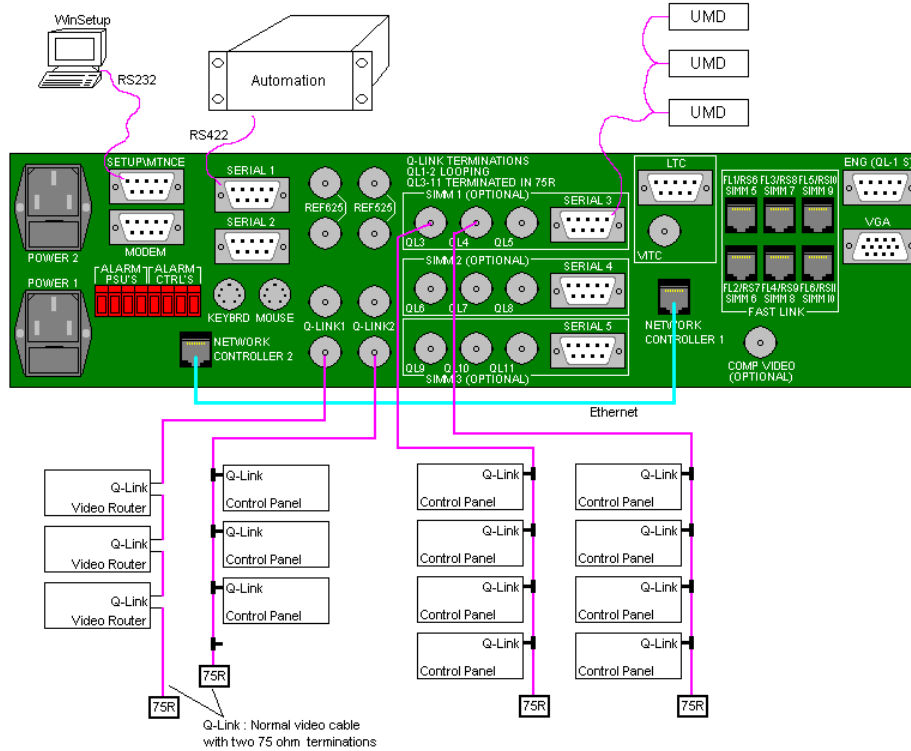 WinSetup
RS232
Automation
RS422
UMD
UMD
UMD
SETUP\MTNCE
MODEM
POWER 2
POWER 1
ALARM PSU'S
ALARM CTRL'S
SERIAL 1
SERIAL 2
KEYBRD
MOUSE
NETWORK
CONTROLLER 2
REF625
REF525
Q-LINK1
Q-LINK2
Q-LINK TERMINATIONS
QL1-2 LOOPING
QL3-11 TERMINATED IN 75R
SIMM 1 (OPTIONAL)
QL3
QL4
QL5
SERIAL 3
SIMM 2 (OPTIONAL)
QL6
QL7
QL8
SERIAL 4
QL9
QL10
QL11
SERIAL 5
SIMM 3 (OPTIONAL)
LTC
VITC
NETWORK
CONTROLLER 1
FL1/RS6 FL3/RS8 FL5/RS10
SIMM 5 SIMM 7 SIMM 9
FL2/RS7 FL4/RS9 FL6/RS11
SIMM 6 SIMM 8 SIMM 10
FAST LINK
ENG (QL-1 S
VGA
COMP VIDEO
(OPTIONAL)
Ethernet
Q-Link
Video Router
Q-Link
Video Router
Q-Link
Video Router
75R
Q-Link
Control Panel
Q-Link
Control Panel
Q-Link
Control Panel
75R
Q-Link
Control Panel
Q-Link
Control Panel
Q-Link
Control Panel
Q-Link
Control Panel
75R
Q-Link
Control Panel
Q-Link
Control Panel
Q-Link
Control Panel
Q-Link
Control Panel
75R
Q-Link : Normal video cable
with two 75 ohm terminations